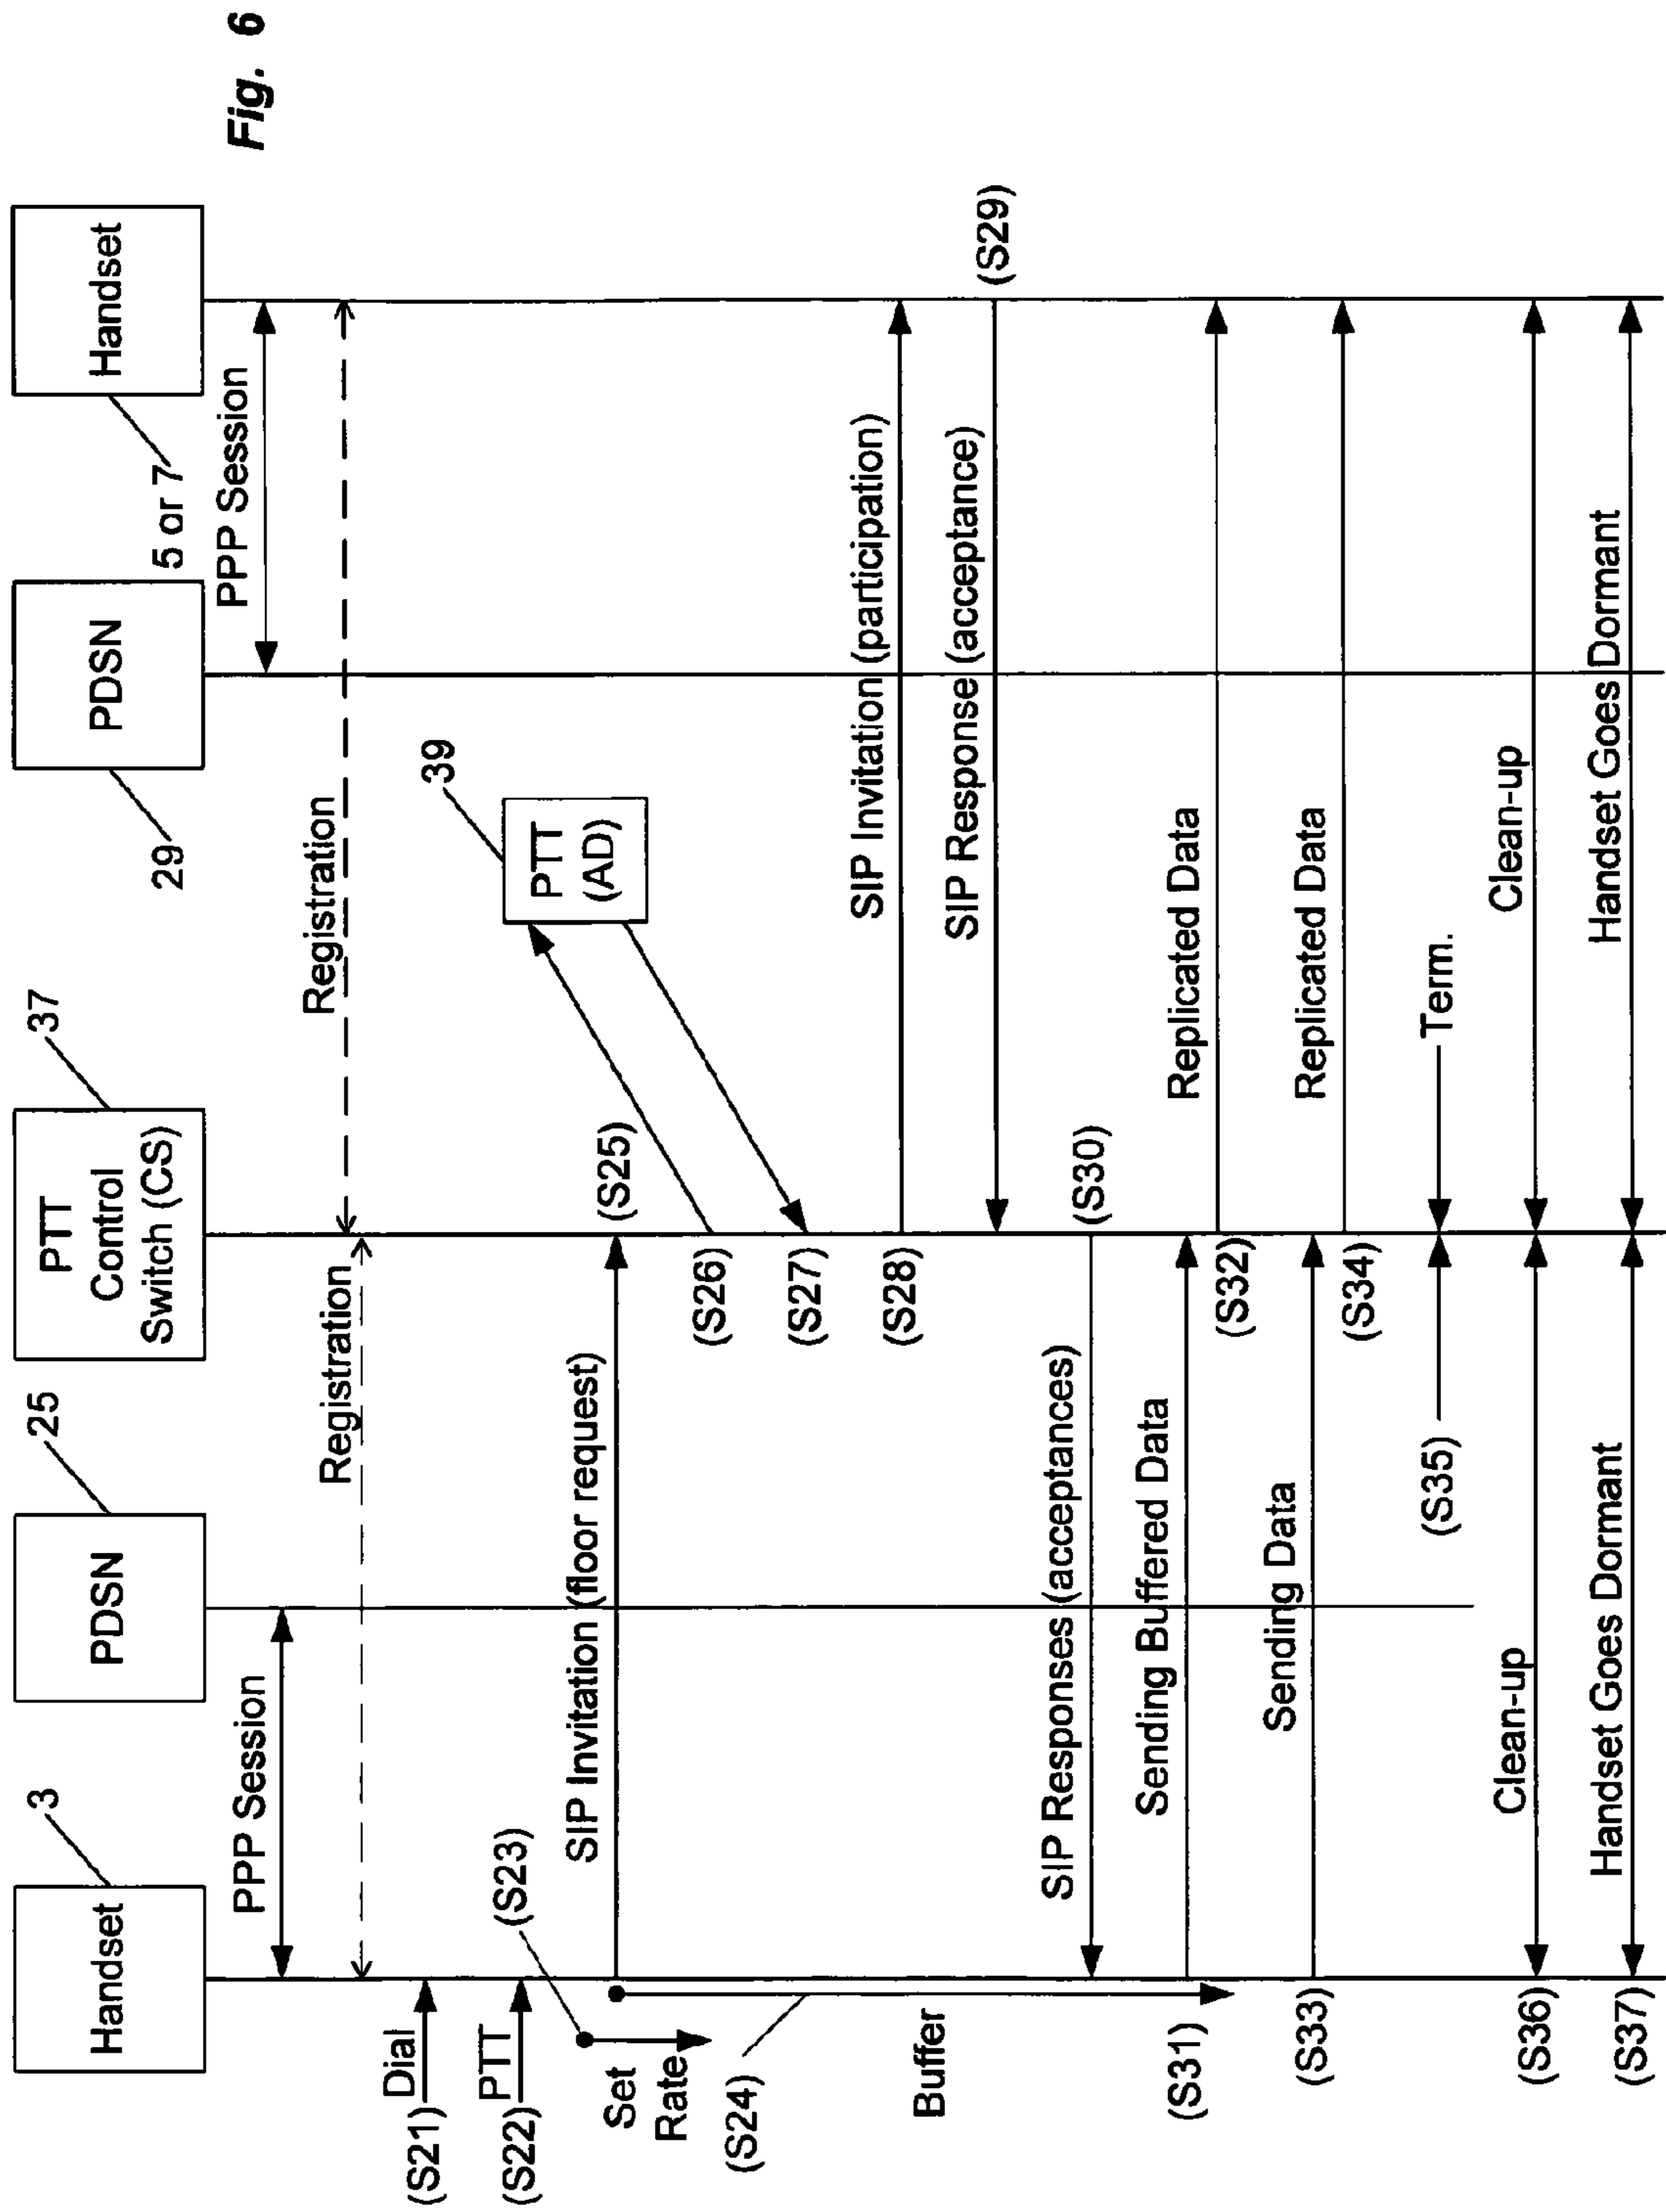 Fig. 6
Handset
3
PDSN
25
PTT
Control
Switch (CS)
37
PDSN
29
Handset
5 or 7
PPP Session
PPP Session
Registration
Registration
Dial
(S21)
PTT
(S22)
(S23)
Set
Rate
(S24)
Buffer
SIP Invitation (floor request)
(S25)
(S26)
39
PTT
(AD)
(S27)
(S28)
SIP Invitation (participation)
SIP Response (acceptance)
(S29)
(S30)
SIP Responses (acceptances)
(S31)
Sending Buffered Data
(S32)
Replicated Data
(S33)
Sending Data
(S34)
Replicated Data
(S35)
Term.
(S36)
Clean-up
Clean-up
(S37)
Handset Goes Dormant
Handset Goes Dormant